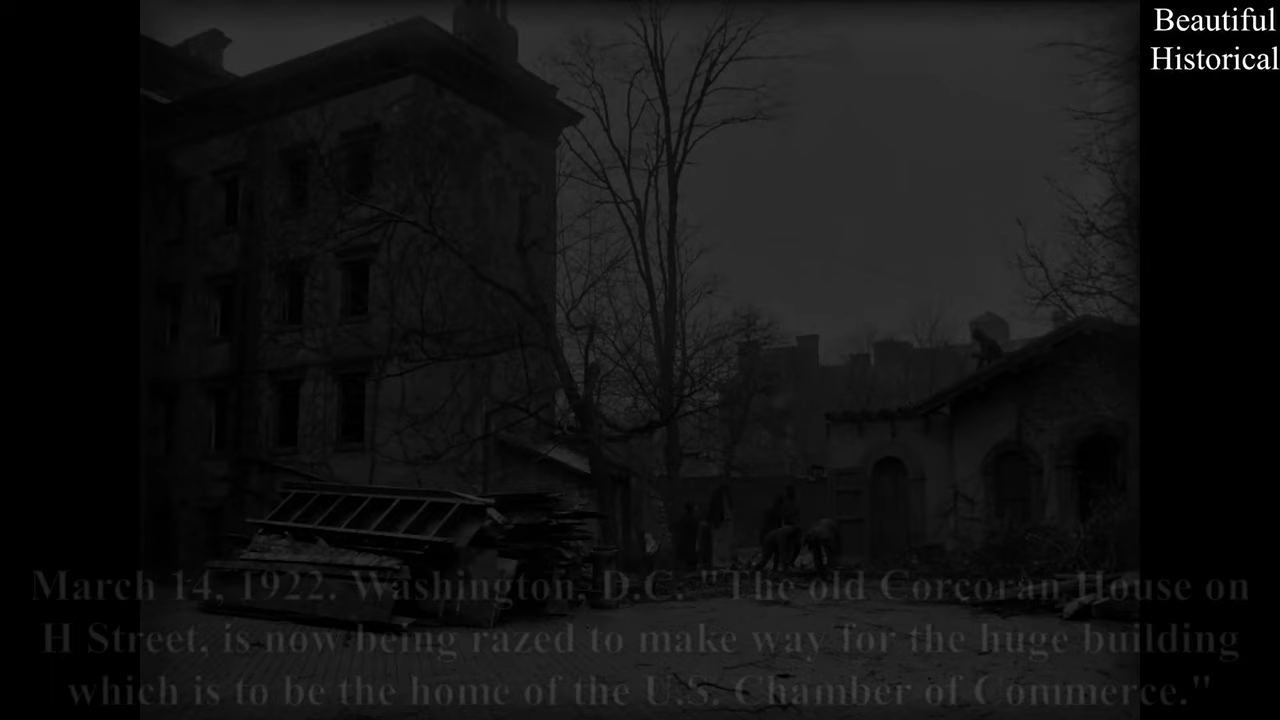 Beautiful
Historical
March 14, 1922. Washington, D.C. "The old Corcoran House on
H Street, is now being razed to make way for the huge building
which is to be the home of the U.S. Chamber of Commerce."